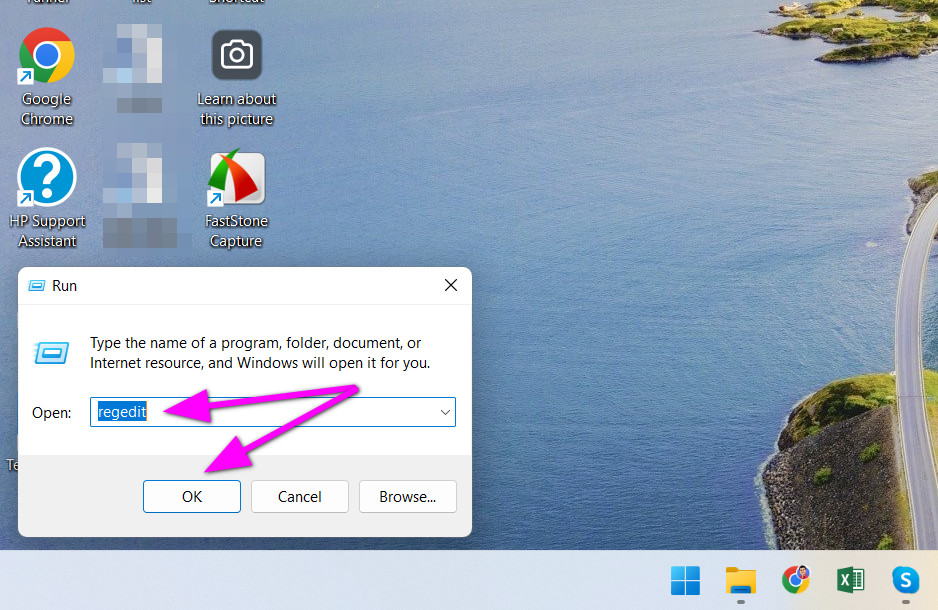 Google
Chrome
Learn about
this picture
HP Support
Assistant
FastStone
Capture
Run
Type the name of a program, folder, document, or
Internet resource, and Windows will open it for you.
Open:
regedit
OK
Cancel
Browse...